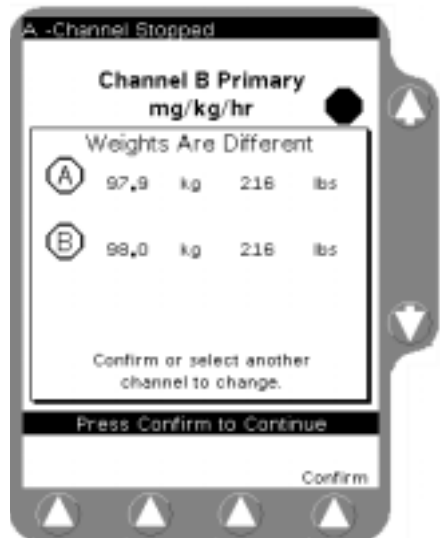 A -Channel Stopped
Channel B Primary
mg/kg/hr
Weights Are Different
A 97.9 kg 216 lbs
B 98.0 kg 216 lbs
Confirm or select another
channel to change.
Press Confirm to Continue
Confirm